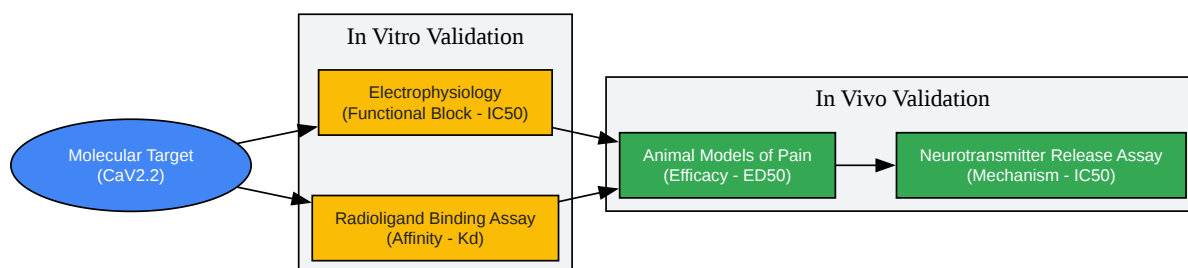 In Vitro Validation
Electrophysiology
(Functional Block - IC50)
In Vivo Validation
Molecular Target
(CaV2.2)
Animal Models of Pain
(Efficacy - ED50)
Neurotransmitter Release Assay
(Mechanism - IC50)
Radioligand Binding Assay
(Affinity - Kd)